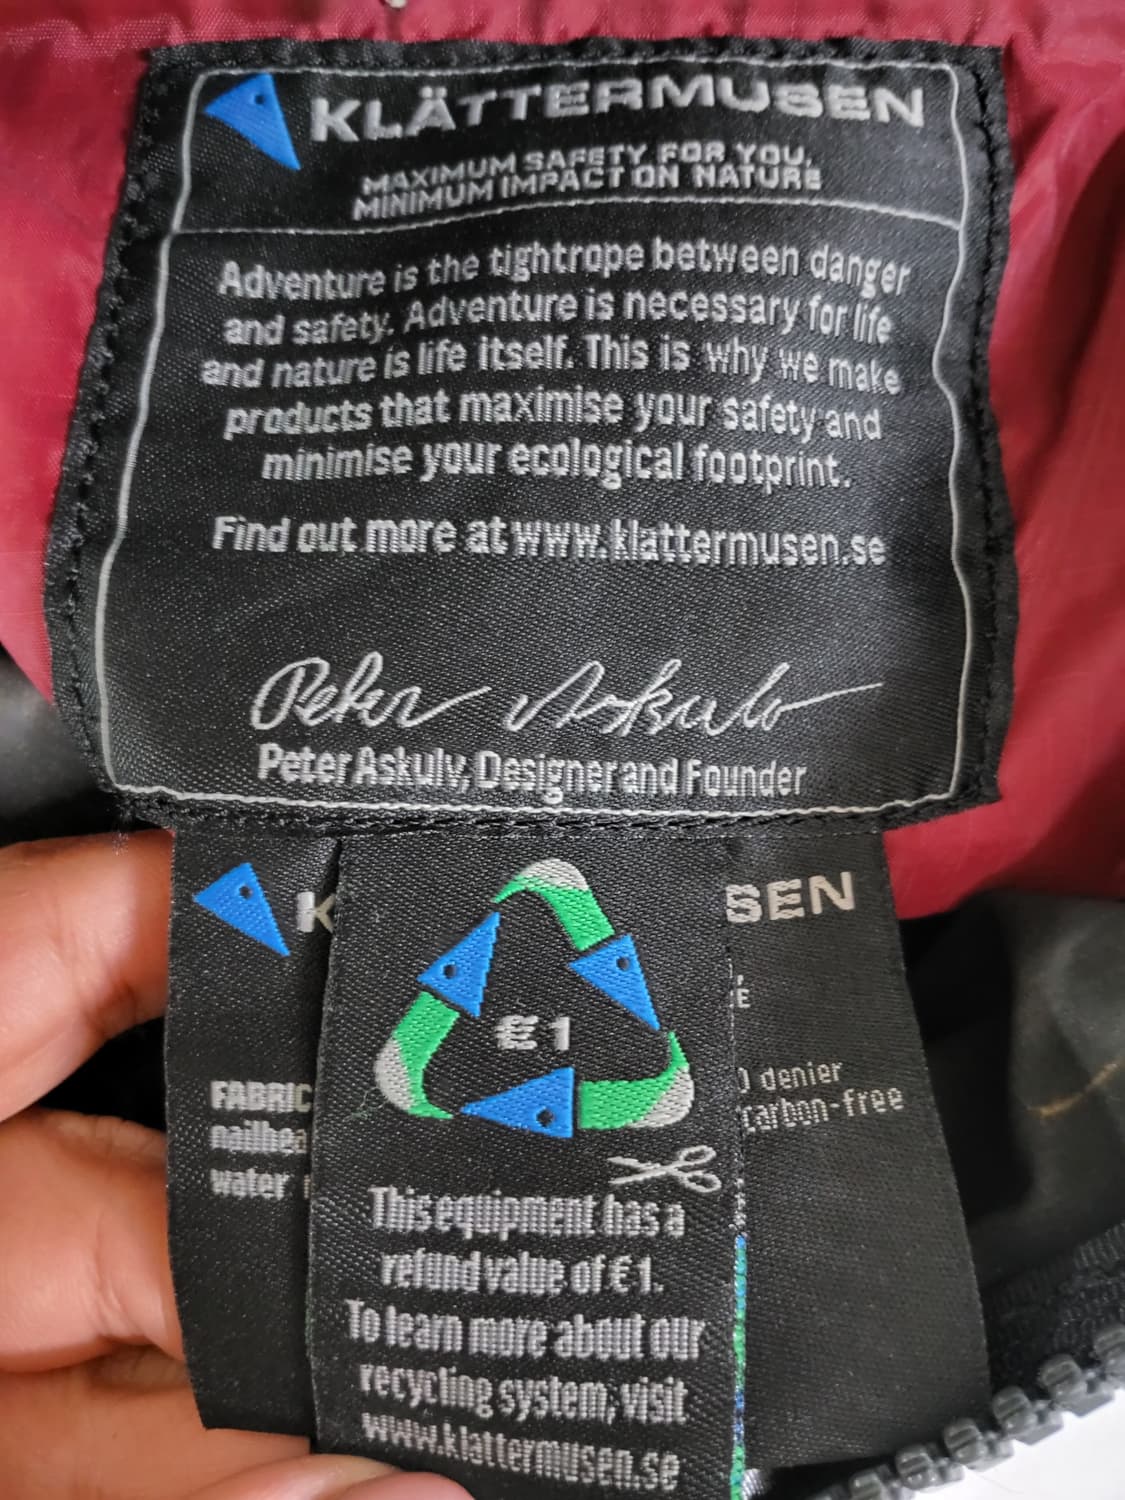 KLÄTTERMUSEN
MAXIMUM SAFETY FOR YOU,
MINIMUM IMPACT ON NATURE
Adventure is the tightrope between danger
and safety. Adventure is necessary for life
and nature is life itself. This is why we make
products that maximise your safety and
minimise your ecological footprint.
Find out more at www.klattermusen.se
Peter Askulv
Peter Askulv, Designer and Founder
K
SEN
€1
FABRIC
denier
nailhea
carbon-free
water
This equipment has a
refund value of €1.
To learn more about our
recycling system, visit
www.klattermusen.se